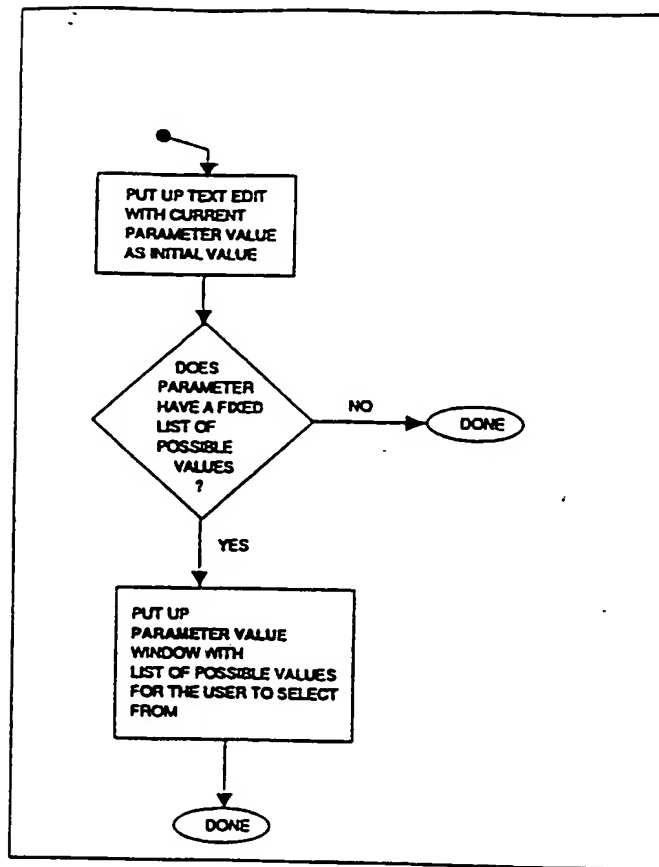 PUT UP TEXT EDIT
WITH CURRENT
PARAMETER VALUE
AS INITIAL VALUE
DOES
PARAMETER
HAVE A FIXED
LIST OF
POSSIBLE
VALUES
?
NO
DONE
YES
PUT UP
PARAMETER VALUE
WINDOW WITH
LIST OF POSSIBLE VALUES
FOR THE USER TO SELECT
FROM
DONE